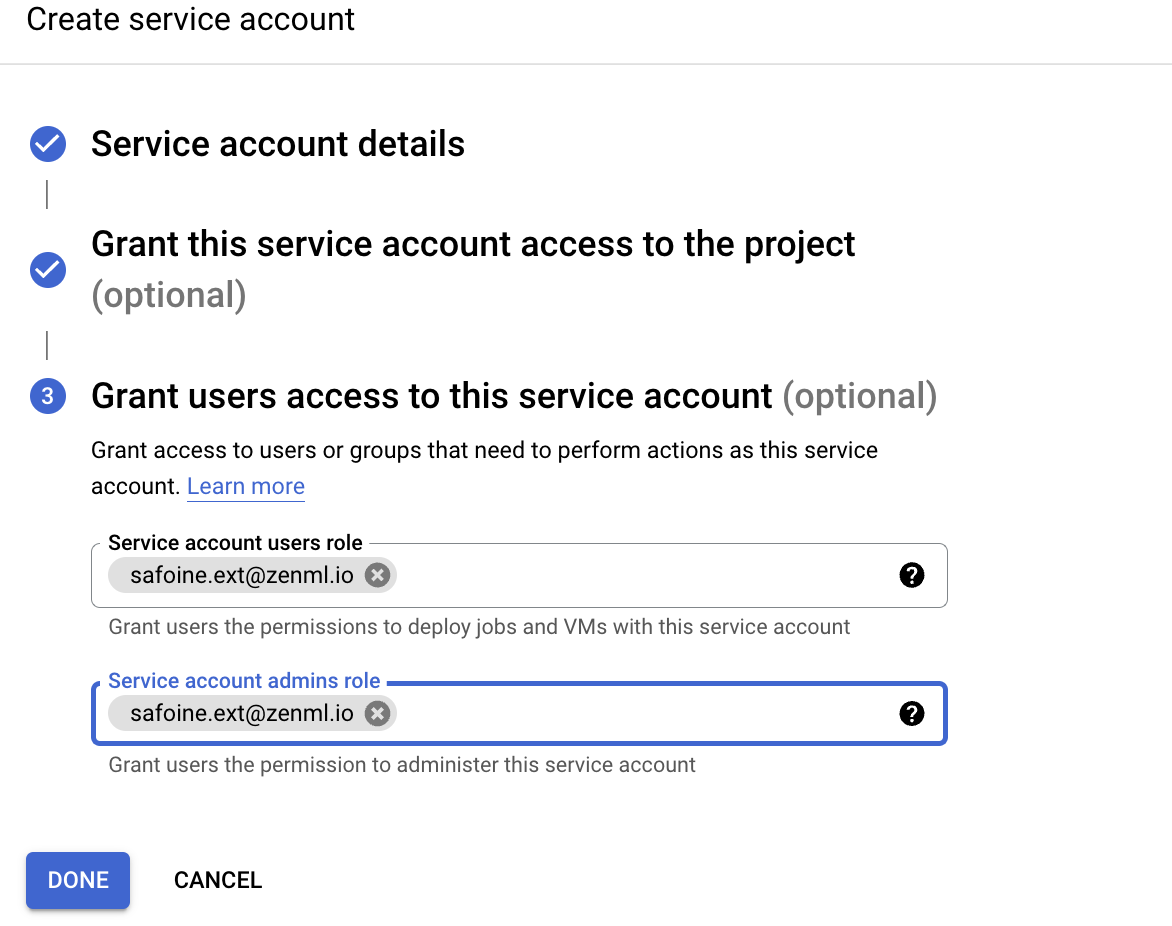 Create service account
Service account details
Grant this service account access to the project
(optional)
3
Grant users access to this service account (optional)
Grant access to users or groups that need to perform actions as this service
account. Learn more
Service account users role
safoine.ext@zenml.io
?
Grant users the permissions to deploy jobs and VMs with this service account
Service account admins role
safoine.ext@zenml.io
?
Grant users the permission to administer this service account
DONE CANCEL